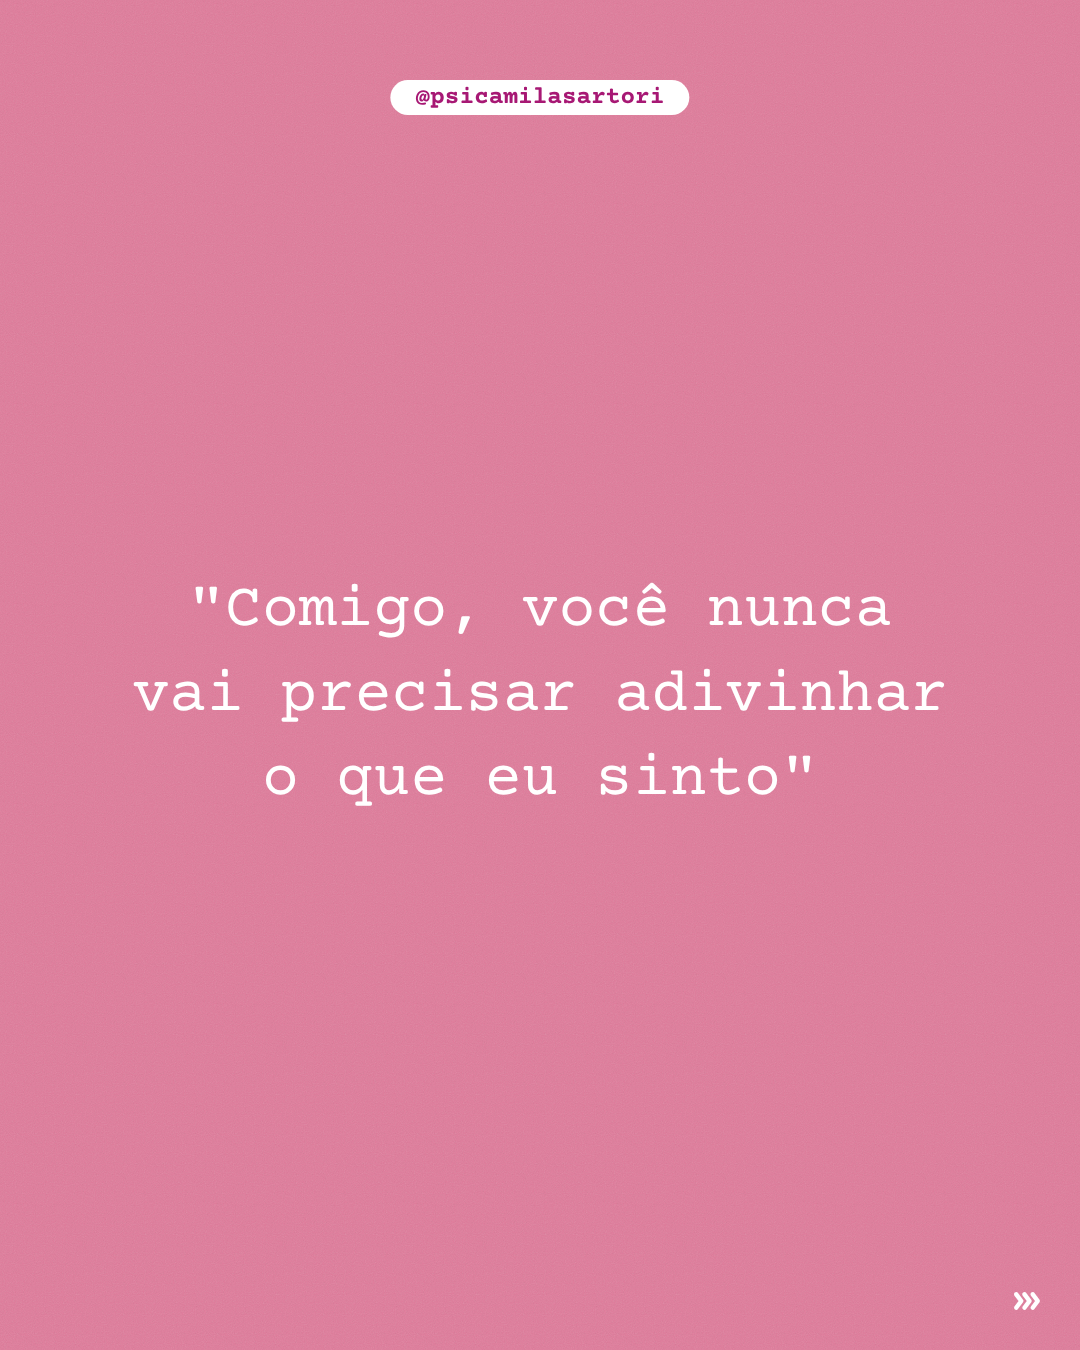 @psicamilasartori
"Comigo, você nunca
vai precisar adivinhar
o que eu sinto"